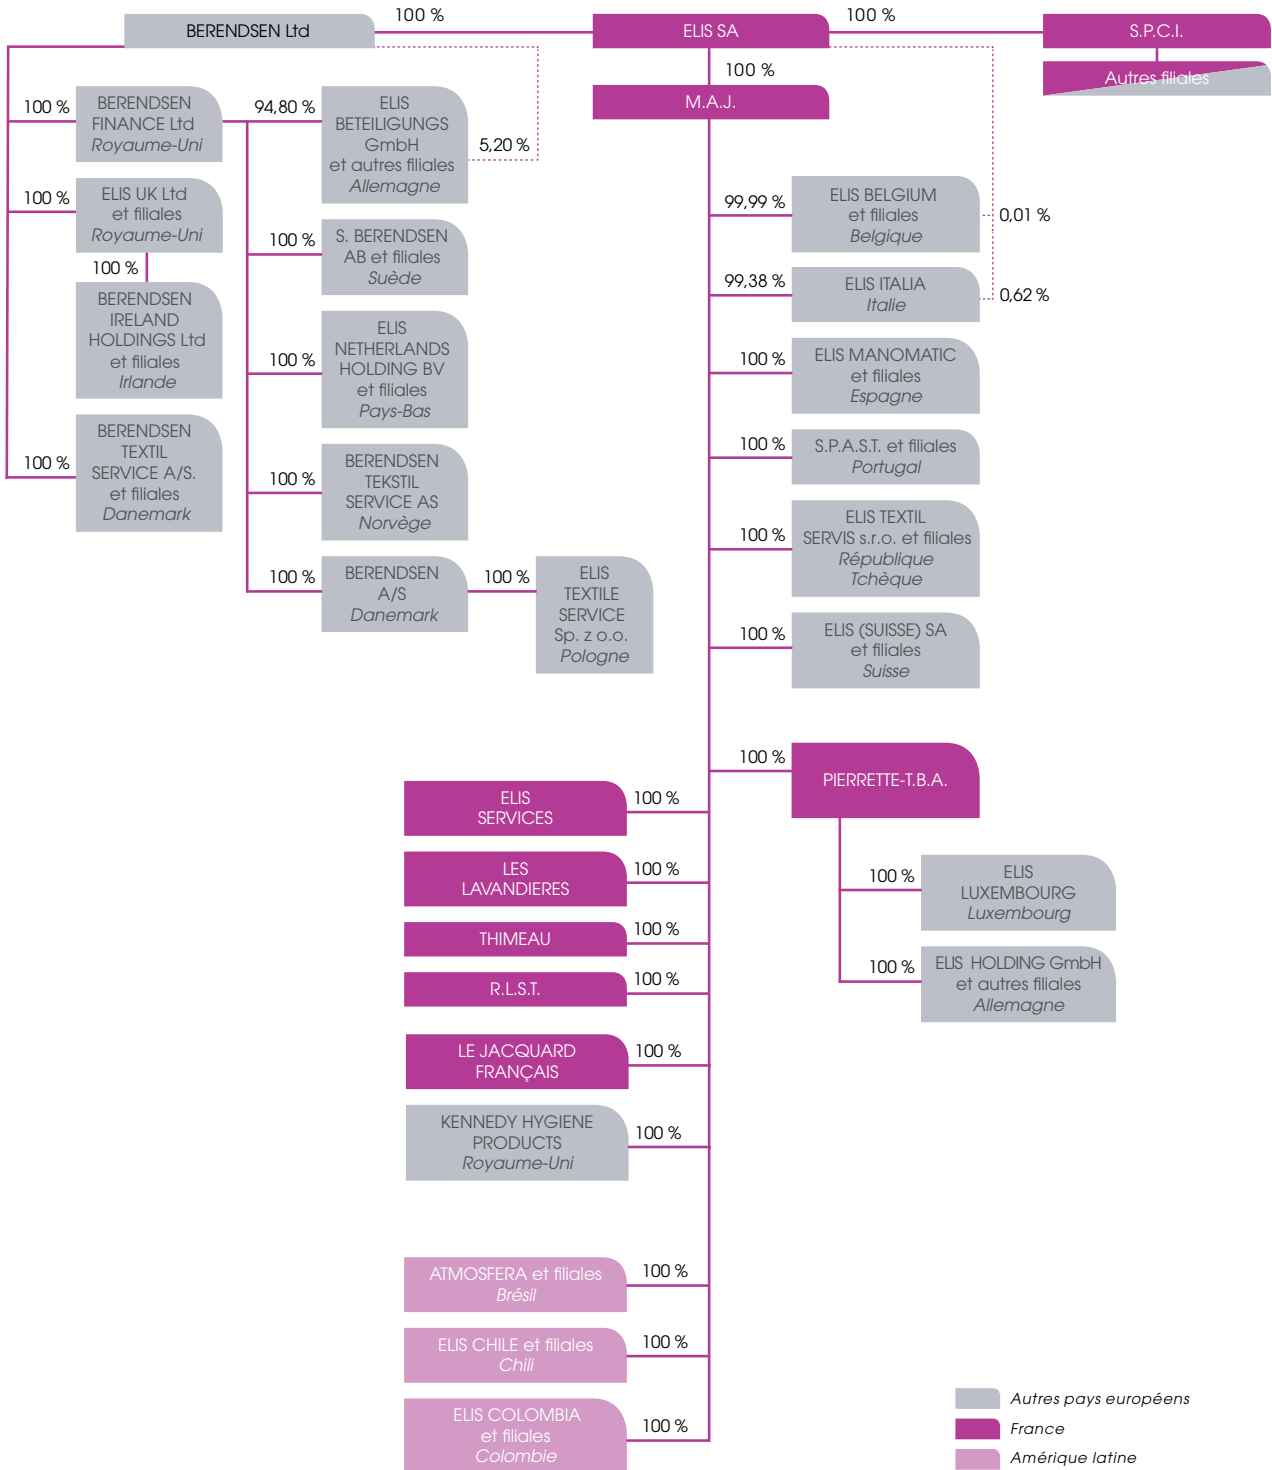 BERENDSEN Ltd
100 %
ELIS SA
100 %
S.P.C.I.
Autres filiales
100 %
M.A.J.
100 %
BERENDSEN
FINANCE Ltd
Royaume-Uni
94,80 %
ELIS
BETEILIGUNGS
GmbH
et autres filiales
Allemagne
5,20 %
100 %
ELIS UK Ltd
et filiales
Royaume-Uni
100 %
BERENDSEN
IRELAND
HOLDINGS Ltd
et filiales
Irlande
100 %
BERENDSEN
TEXTIL
SERVICE A/S.
et filiales
Danemark
100 %
S. BERENDSEN
AB et filiales
Suède
100 %
ELIS
NETHERLANDS
HOLDING BV
et filiales
Pays-Bas
100 %
BERENDSEN
TEKSTIL
SERVICE AS
Norvège
100 %
BERENDSEN
A/S
Danemark
100 %
ELIS
TEXTILE
SERVICE
Sp. z o.o.
Pologne
99,99 %
ELIS BELGIUM
et filiales
Belgique
0,01 %
99,38 %
ELIS ITALIA
Italie
0,62 %
100 %
ELIS MANOMATIC
et filiales
Espagne
100 %
S.P.A.S.T. et filiales
Portugal
100 %
ELIS TEXTIL
SERVIS s.r.o. et filiales
République
Tchèque
100 %
ELIS (SUISSE) SA
et filiales
Suisse
100 %
PIERRETTE-T.B.A.
100 %
ELIS
LUXEMBOURG
Luxembourg
100 %
ELIS HOLDING GmbH
et autres filiales
Allemagne
ELIS
SERVICES
100 %
LES
LAVANDIERES
100 %
THIMEAU
100 %
R.L.S.T.
100 %
LE JACQUARD
FRANÇAIS
100 %
KENNEDY HYGIENE
PRODUCTS
Royaume-Uni
100 %
ATMOSFERA et filiales
Brésil
100 %
ELIS CHILE et filiales
Chili
100 %
ELIS COLOMBIA
et filiales
Colombie
100 %
Autres pays européens
France
Amérique latine